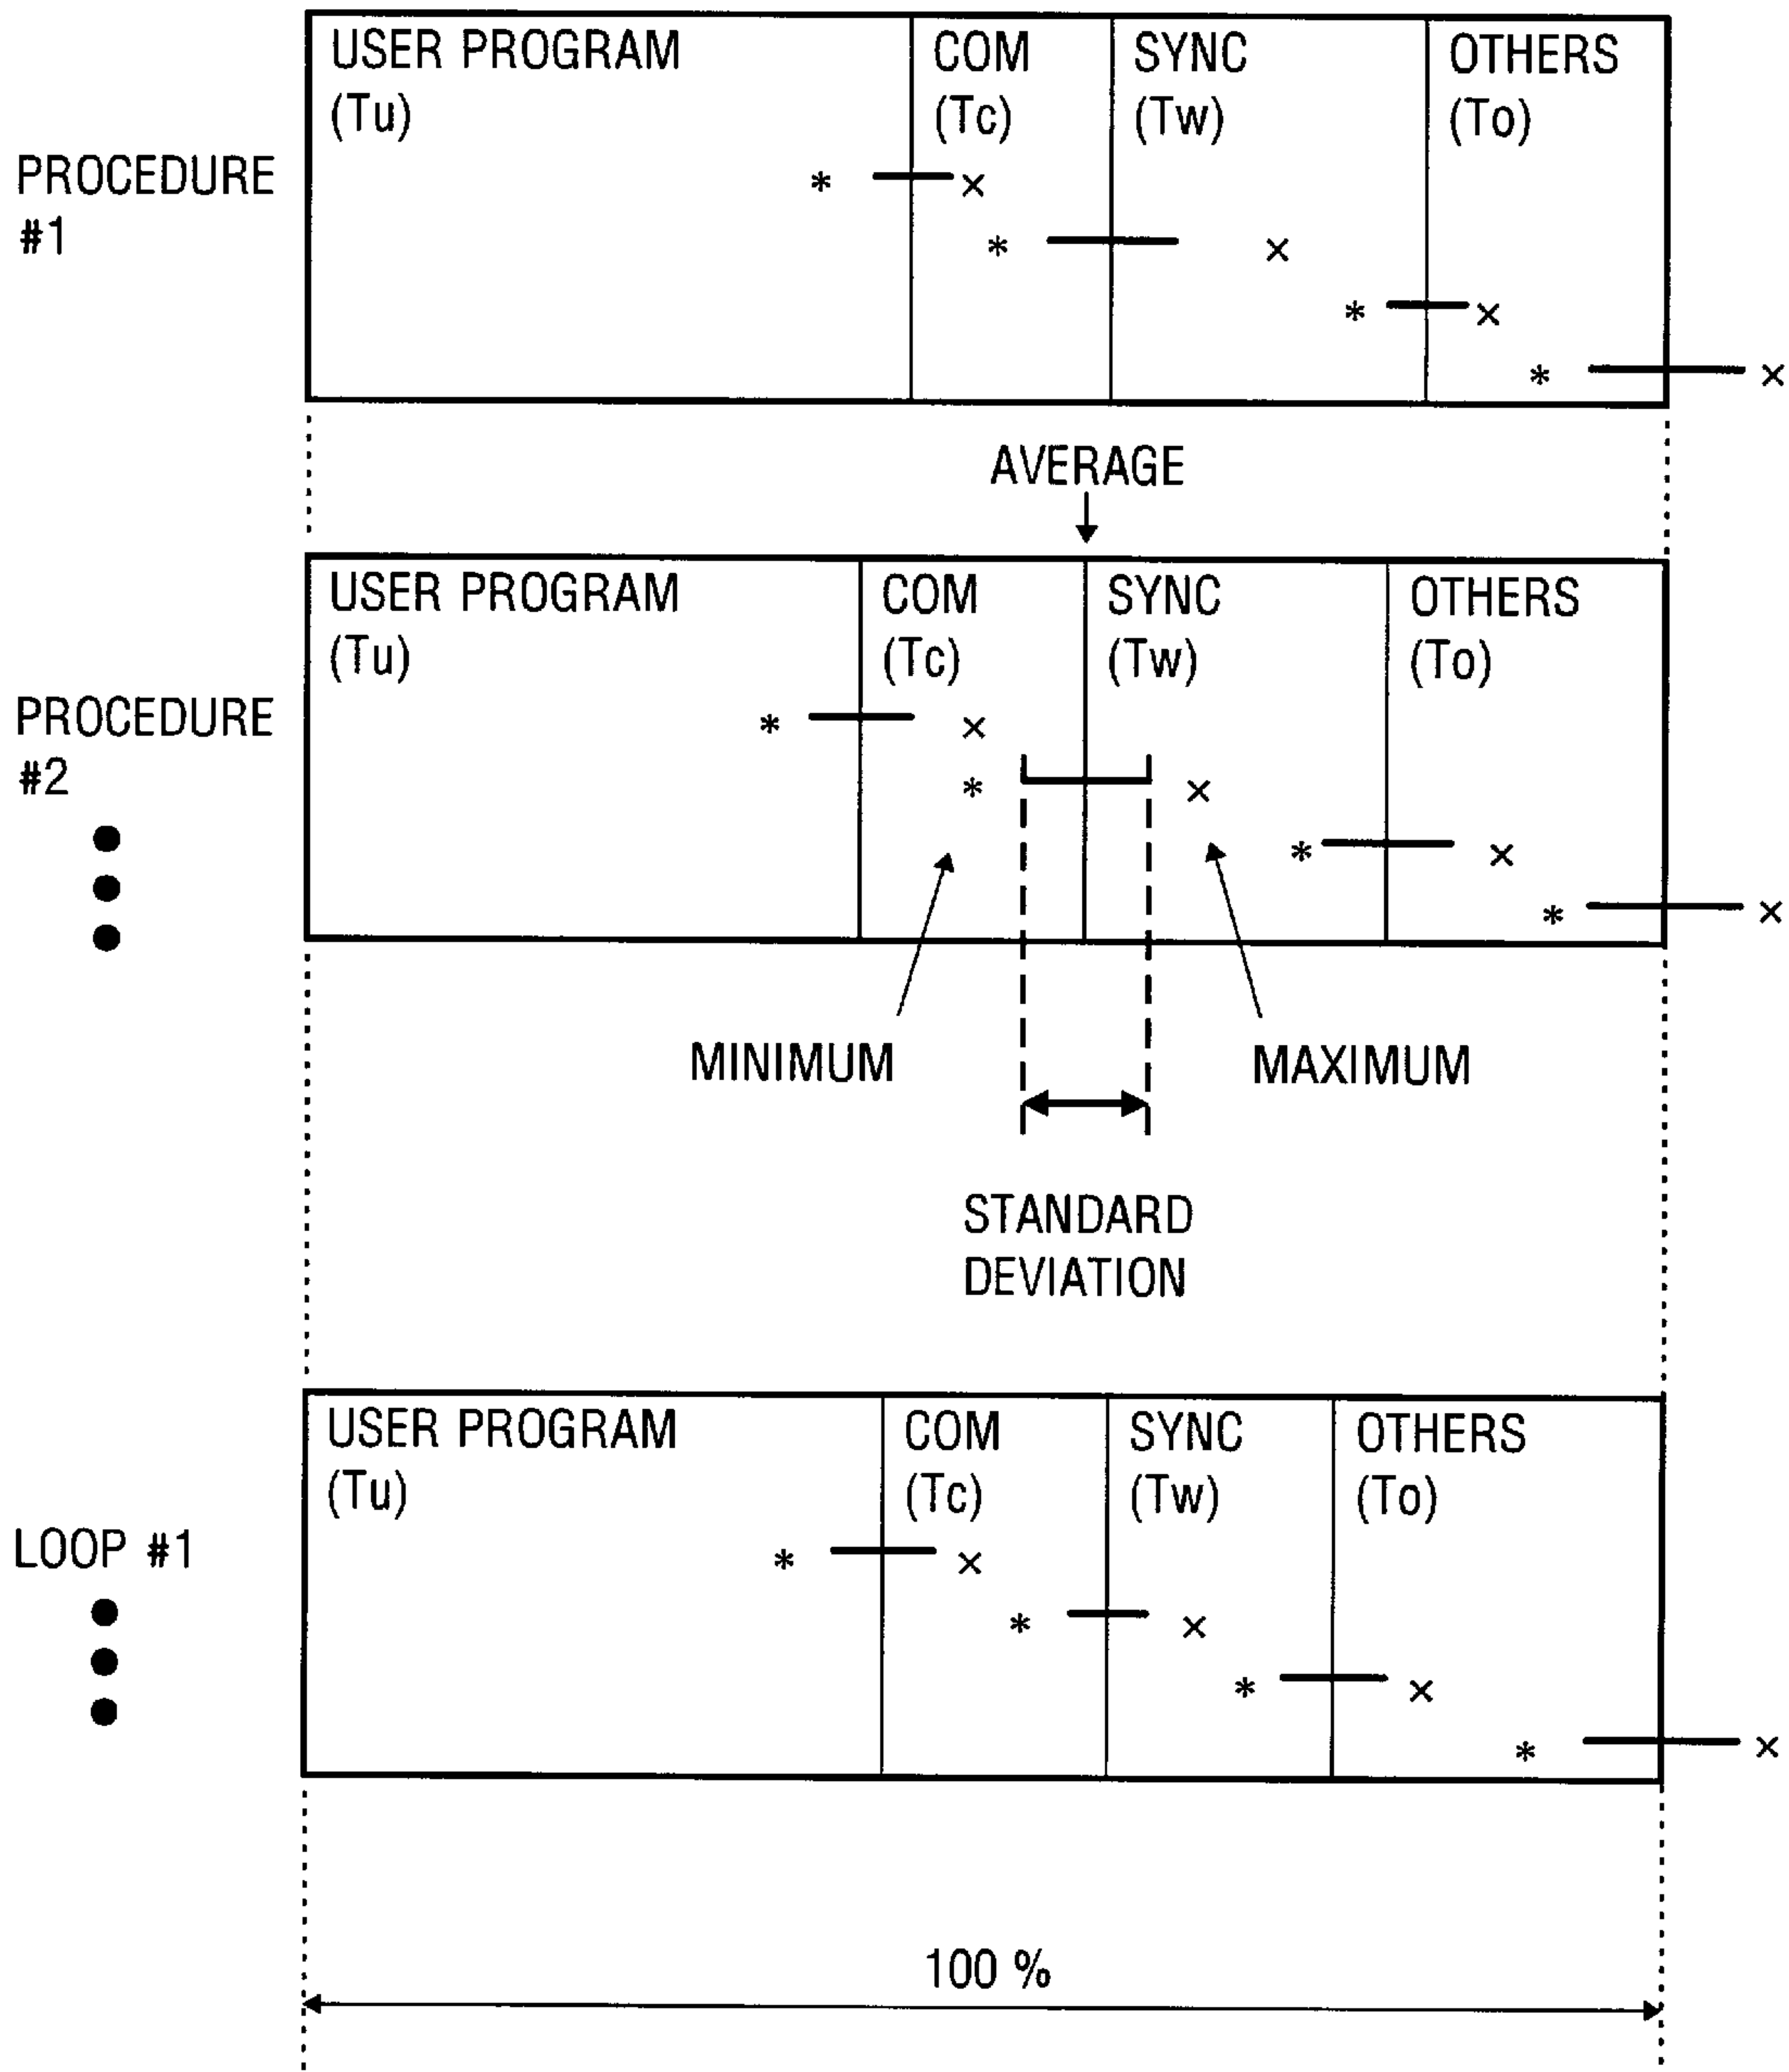 USER PROGRAM
(Tu)
COM
(Tc)
SYNC
(Tw)
OTHERS
(To)
PROCEDURE
#1
* ×
* ×
* ×
* ×
AVERAGE
USER PROGRAM
(Tu)
COM
(Tc)
SYNC
(Tw)
OTHERS
(To)
PROCEDURE
#2
* ×
* ×
* ×
* ×
MINIMUM
MAXIMUM
STANDARD
DEVIATION
USER PROGRAM
(Tu)
COM
(Tc)
SYNC
(Tw)
OTHERS
(To)
LOOP #1
* ×
* ×
* ×
* ×
100 %